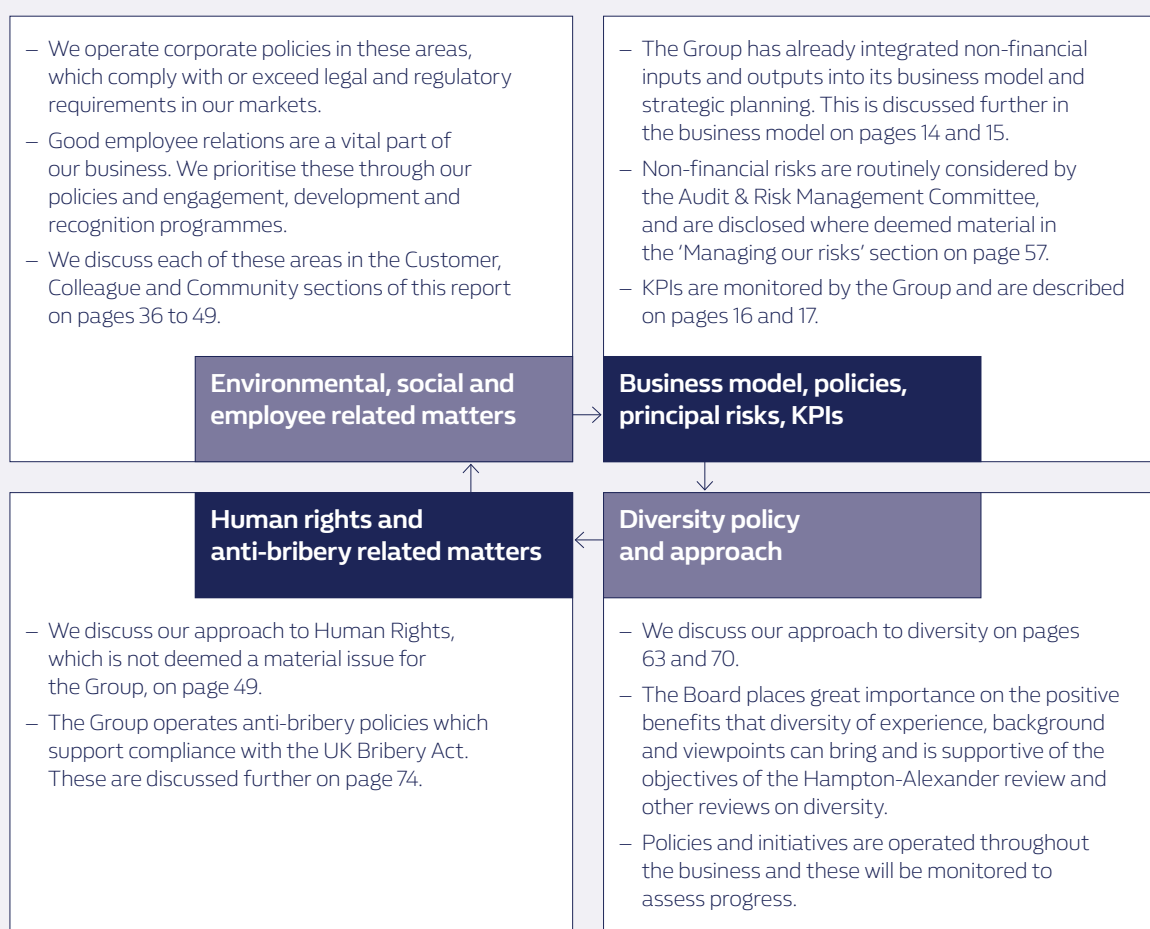 – We operate corporate policies in these areas,
which comply with or exceed legal and regulatory
requirements in our markets.
– Good employee relations are a vital part of
our business. We prioritise these through our
policies and engagement, development and
recognition programmes.
– We discuss each of these areas in the Customer,
Colleague and Community sections of this report
on pages 36 to 49.
Environmental, social and
employee related matters
– The Group has already integrated non-financial
inputs and outputs into its business model and
strategic planning. This is discussed further in
the business model on pages 14 and 15.
– Non-financial risks are routinely considered by
the Audit & Risk Management Committee,
and are disclosed where deemed material in
the ‘Managing our risks’ section on page 57.
– KPIs are monitored by the Group and are described
on pages 16 and 17.
Business model, policies,
principal risks, KPIs
Human rights and
anti-bribery related matters
– We discuss our approach to Human Rights,
which is not deemed a material issue for
the Group, on page 49.
– The Group operates anti-bribery policies which
support compliance with the UK Bribery Act.
These are discussed further on page 74.
Diversity policy
and approach
– We discuss our approach to diversity on pages
63 and 70.
– The Board places great importance on the positive
benefits that diversity of experience, background
and viewpoints can bring and is supportive of the
objectives of the Hampton-Alexander review and
other reviews on diversity.
– Policies and initiatives are operated throughout
the business and these will be monitored to
assess progress.